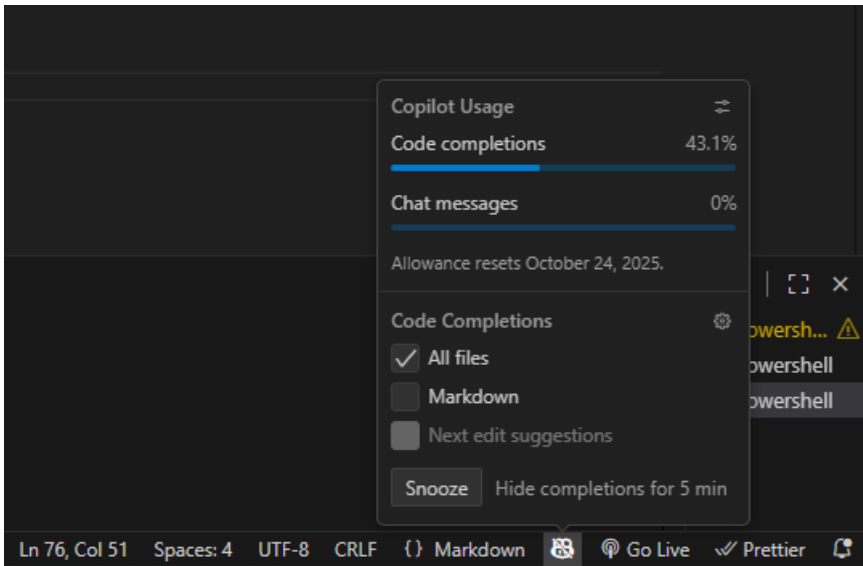 Copilot Usage
Code completions 43.1%
Chat messages 0%
Allowance resets October 24, 2025.
Code Completions
All files
Markdown
Next edit suggestions
Snooze Hide completions for 5 min
owersh...
owershell
owershell
Ln 76, Col 51 Spaces: 4 UTF-8 CRLF {} Markdown Go Live Prettier